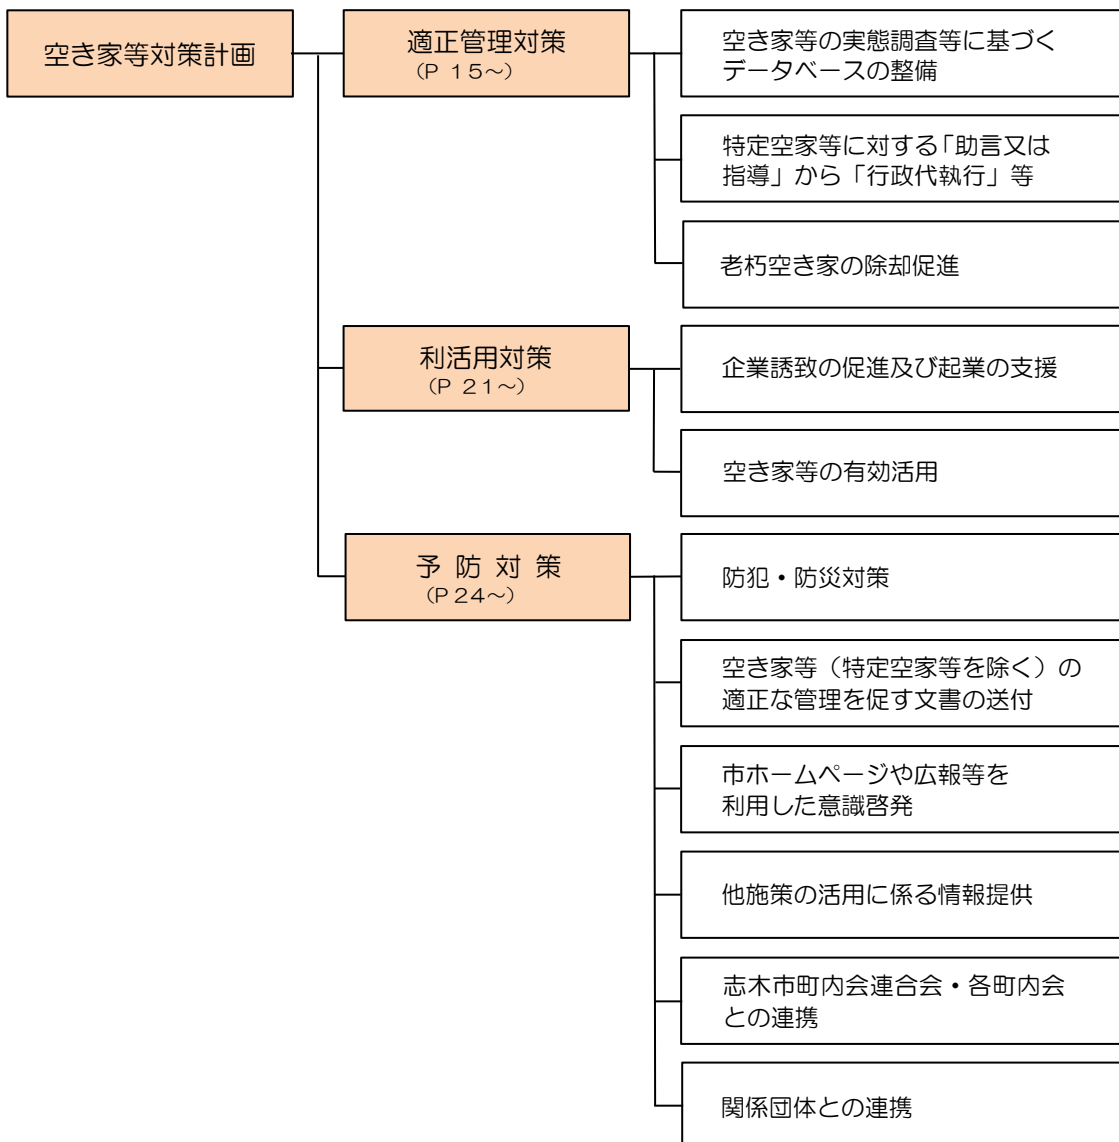 空き家等対策計画
適正管理対策
(P 15~)
空き家等の実態調査等に基づく
データベースの整備
特定空家等に対する「助言又は
指導」から「行政代執行」等
老朽空き家の除却促進
利活用対策
(P 21~)
企業誘致の促進及び起業の支援
空き家等の有効活用
予 防 対 策
(P 24~)
防犯・防災対策
空き家等（特定空家等を除く）の
適正な管理を促す文書の送付
市ホームページや広報等を
利用した意識啓発
他施策の活用に係る情報提供
志木市町内会連合会・各町内会
との連携
関係団体との連携